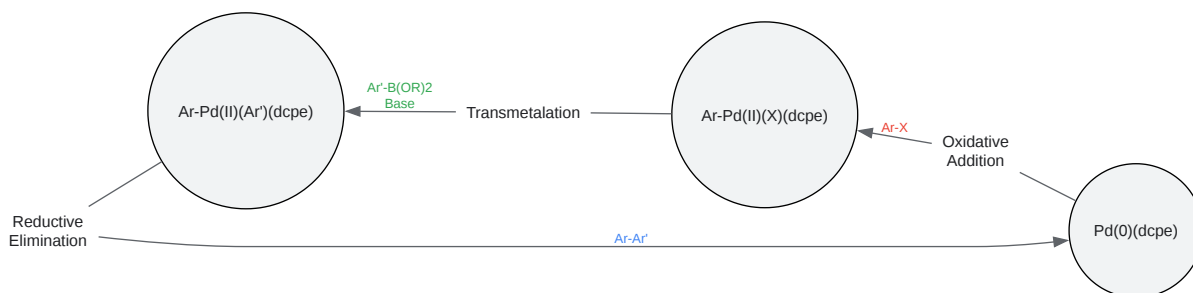 Ar'-B(OR)2
Base
Ar-Pd(II)(Ar')(dcpe)
Transmetalation
Ar-Pd(II)(X)(dcpe)
Ar-X
Oxidative
Addition
Reductive
Elimination
Ar-Ar'
Pd(0)(dcpe)